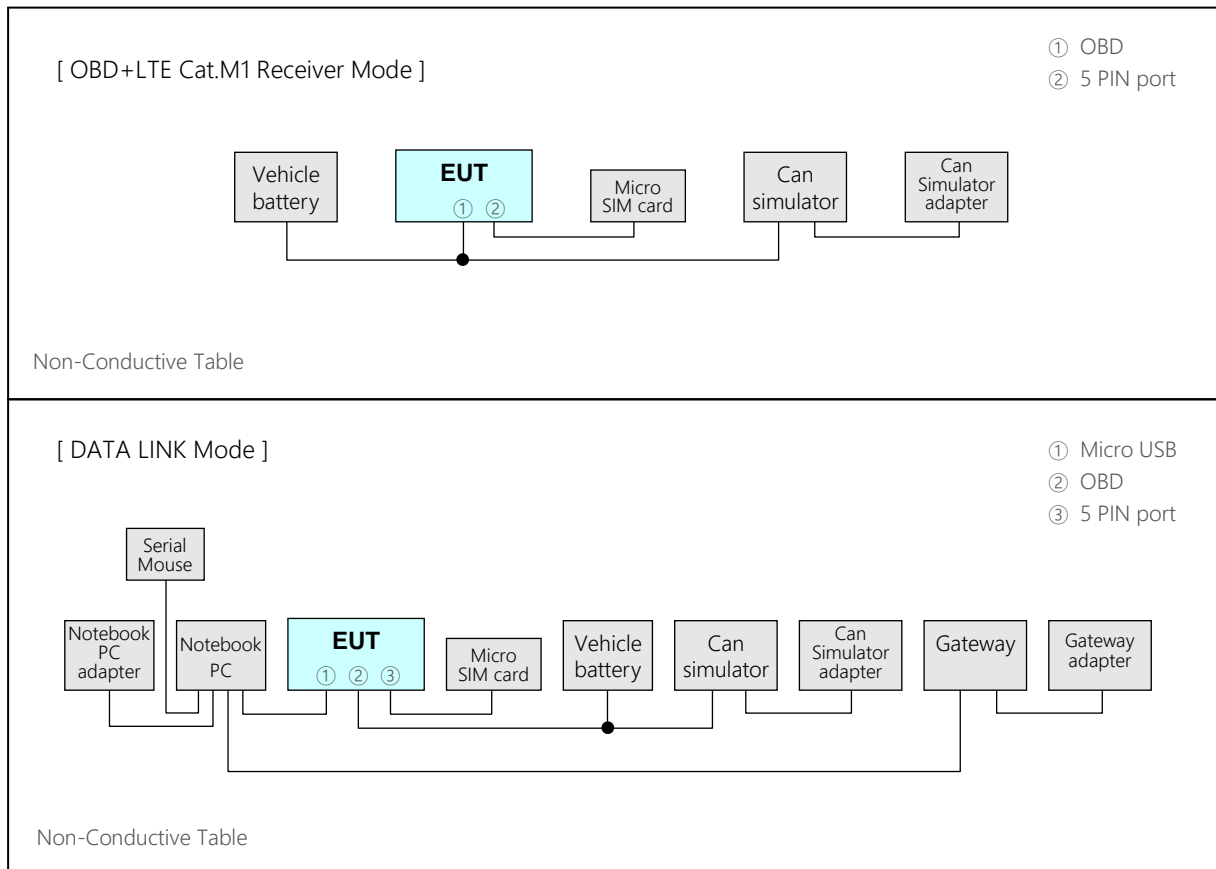 [ OBD+LTE Cat.M1 Receiver Mode ]
① OBD
② 5 PIN port
Vehicle
battery
EUT
① ②
Micro
SIM card
Can
simulator
Can
Simulator
adapter
Non-Conductive Table
[ DATA LINK Mode ]
① Micro USB
② OBD
③ 5 PIN port
Serial
Mouse
Notebook
PC
adapter
Notebook
PC
EUT
① ② ③
Micro
SIM card
Vehicle
battery
Can
simulator
Can
Simulator
adapter
Gateway
Gateway
adapter
Non-Conductive Table